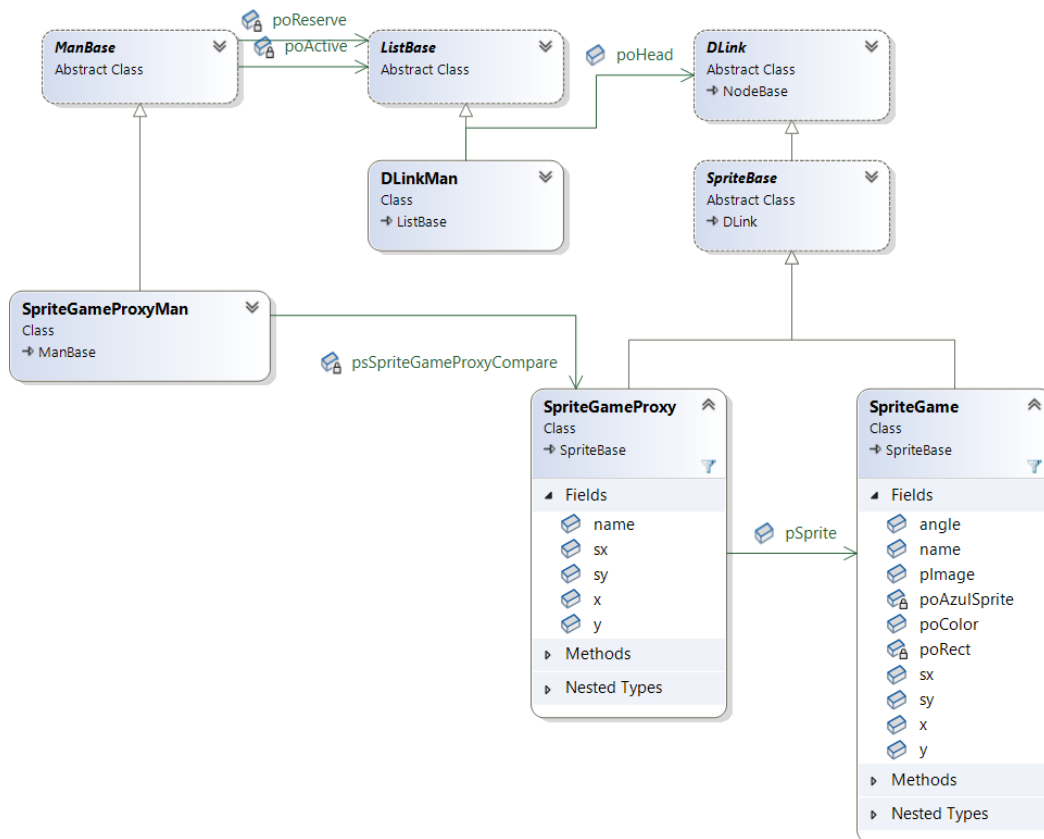 poReserve
poActive
ManBase
Abstract Class
ListBase
Abstract Class
poHead
DLink
Abstract Class
NodeBase
DLinkMan
Class
ListBase
SpriteBase
Abstract Class
DLink
SpriteGameProxyMan
Class
ManBase
psSpriteGameProxyCompare
SpriteGameProxy
Class
SpriteBase
Fields
name
sx
sy
x
y
Methods
Nested Types
pSprite
SpriteGame
Class
SpriteBase
Fields
angle
name
pImage
poAzulSprite
poColor
poRect
sx
sy
x
y
Methods
Nested Types